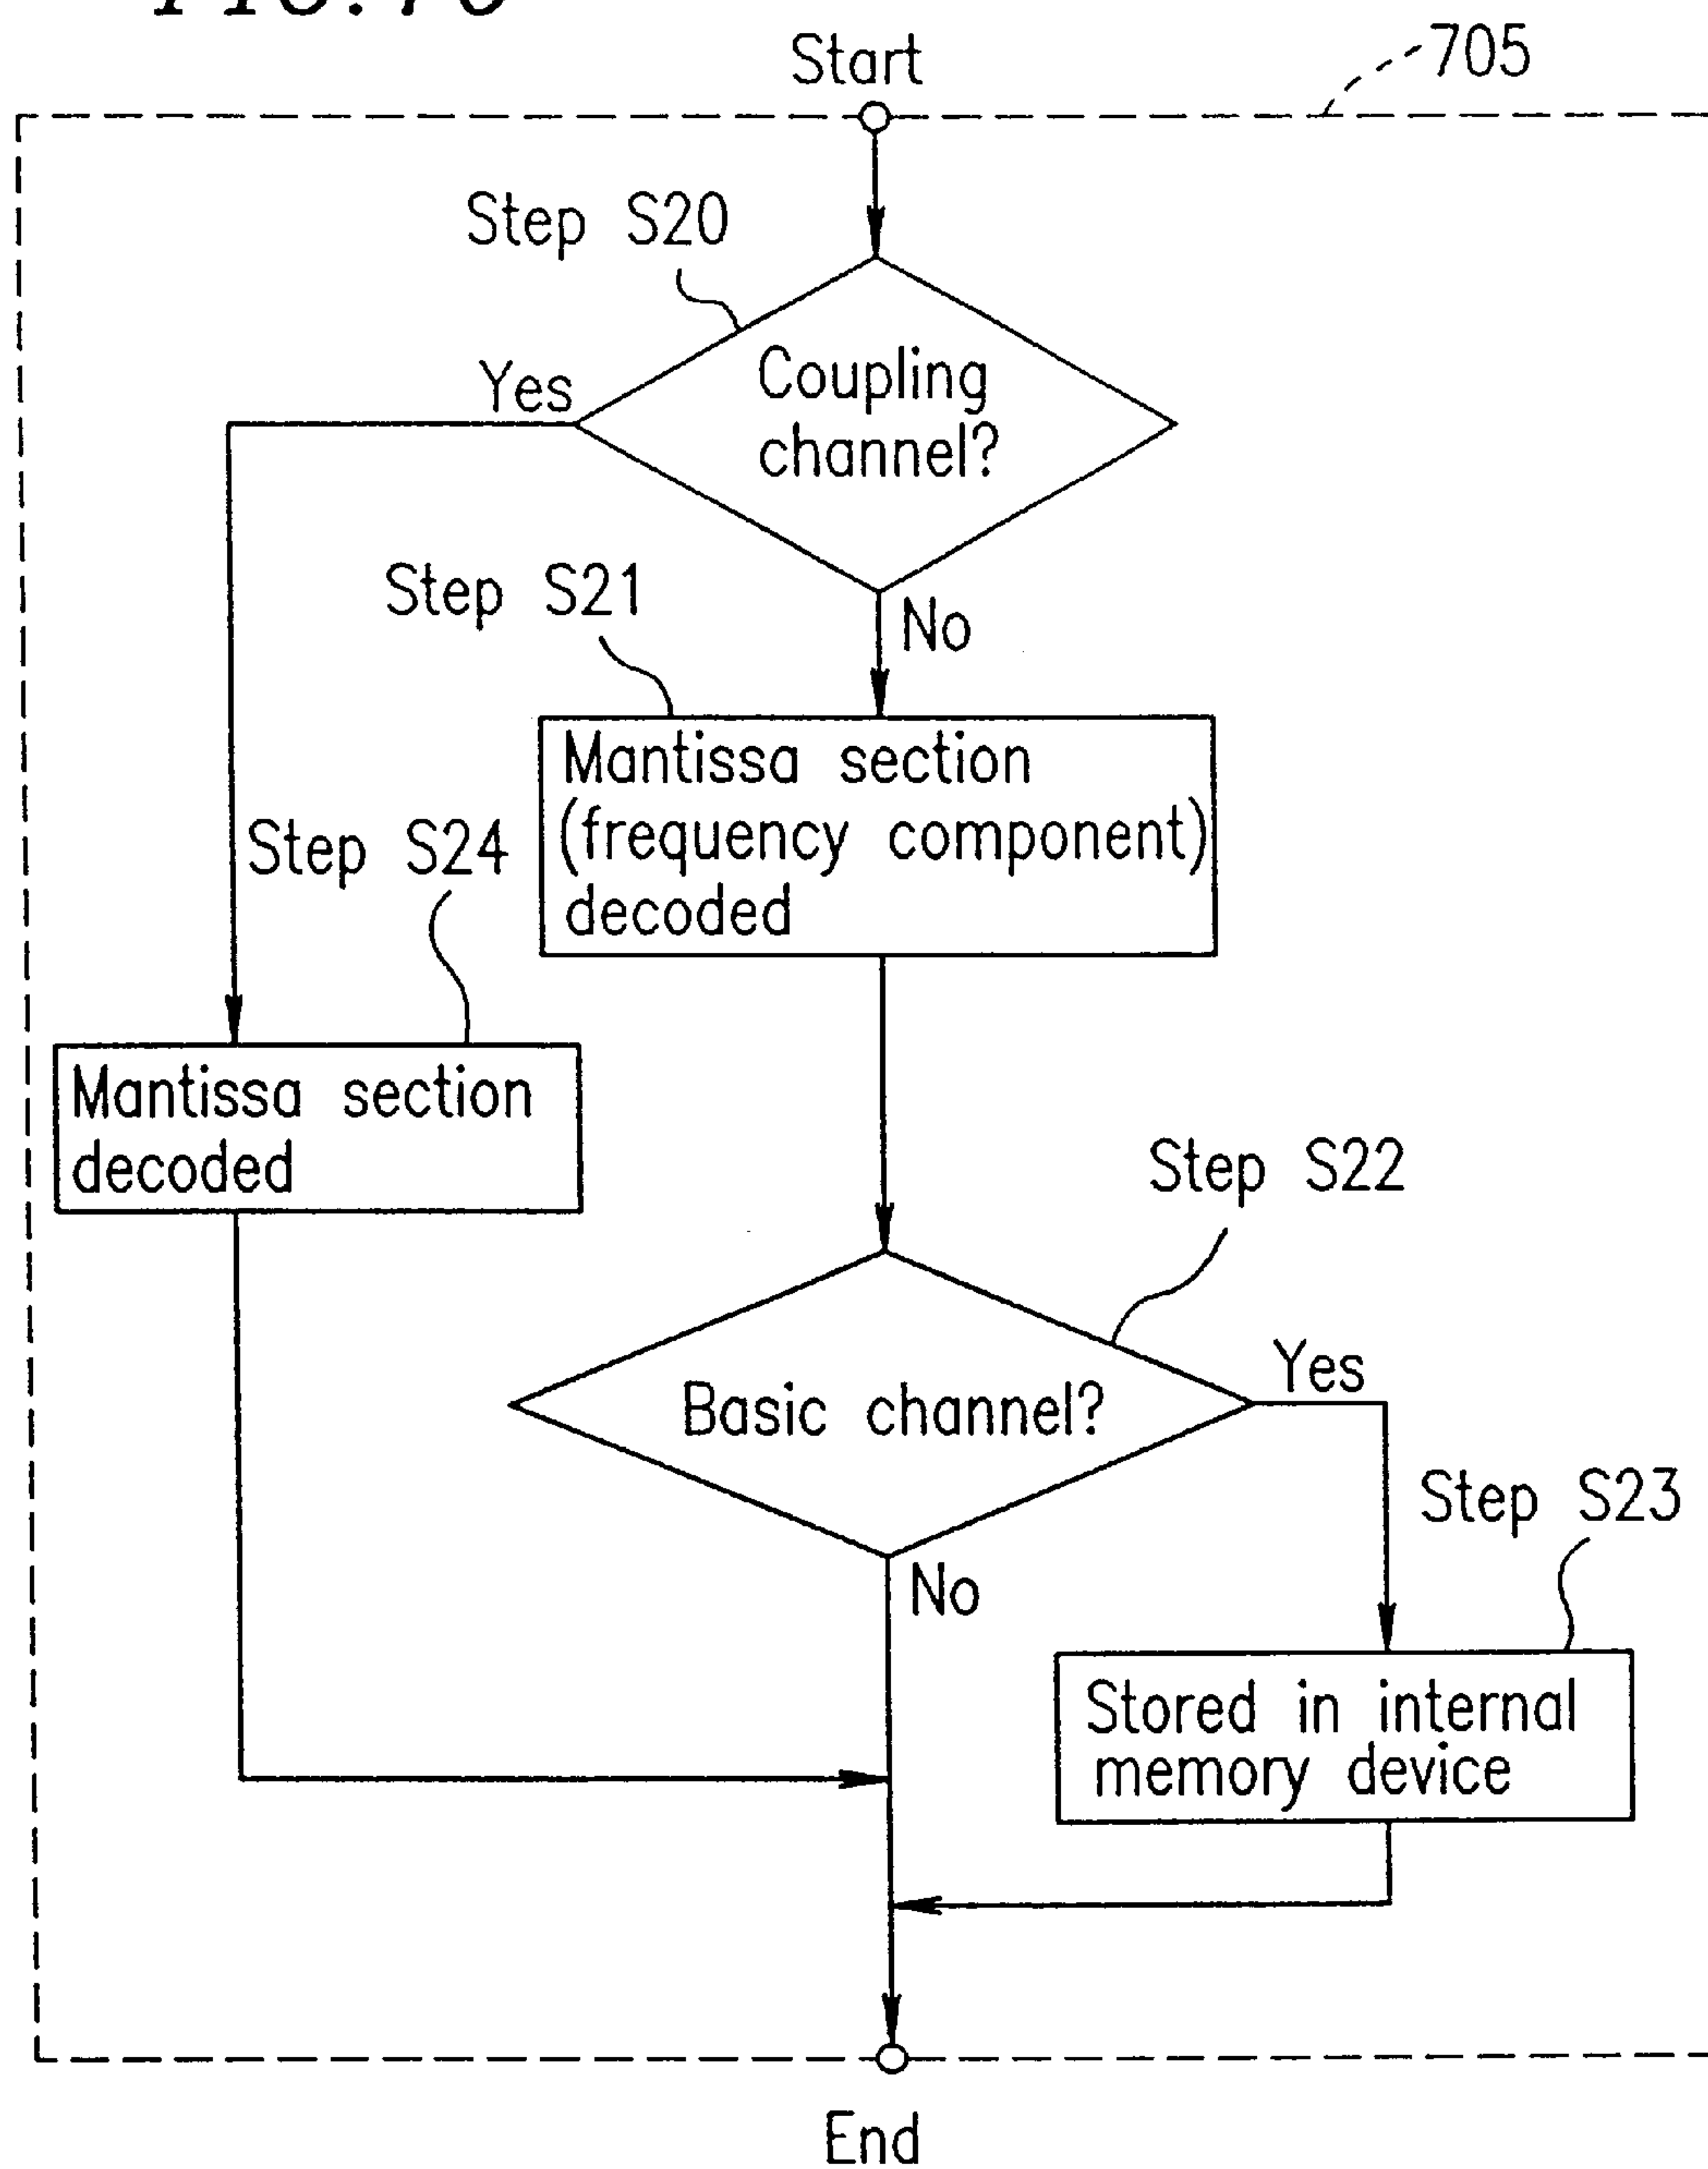 Start
705
Step S20
Coupling
channel?
Yes
No
Step S21
Mantissa section
(frequency component)
decoded
Step S24
Mantissa section
decoded
Step S22
Basic channel?
Yes
No
Step S23
Stored in internal
memory device
End